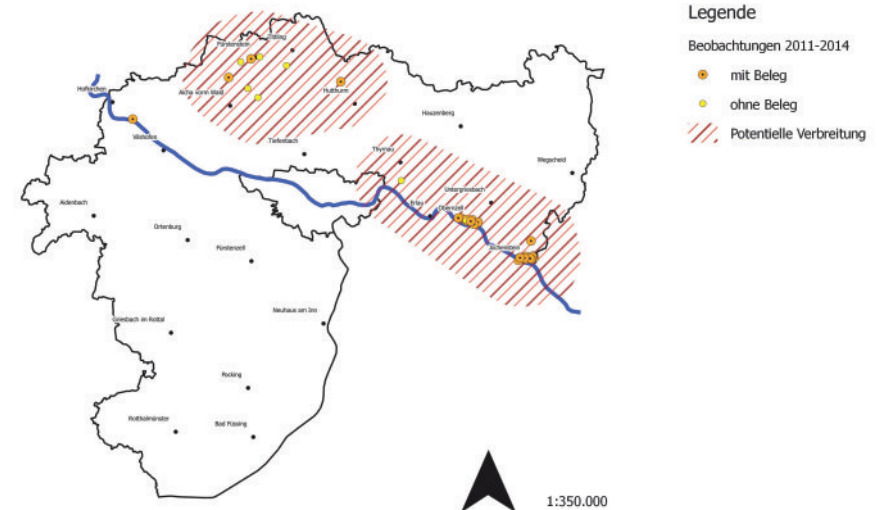 Legende
Beobachtungen 2011-2014
mit Beleg
ohne Beleg
Potentielle Verbreitung
Fürstenstein
Tittling
Hofkirchen
Aicha vorm Wald
Hutthurm
Hauzenberg
Vilshofen
Tiefenbach
Thyrnau
Wegscheid
Untergriesbach
Aidenbach
Erlau
Obernzell
Ortenburg
Fürstenzell
Neuhaus am Inn
Griesbach im Rottal
Pocking
Rotthalmünster
Bad Füssing
1:350.000